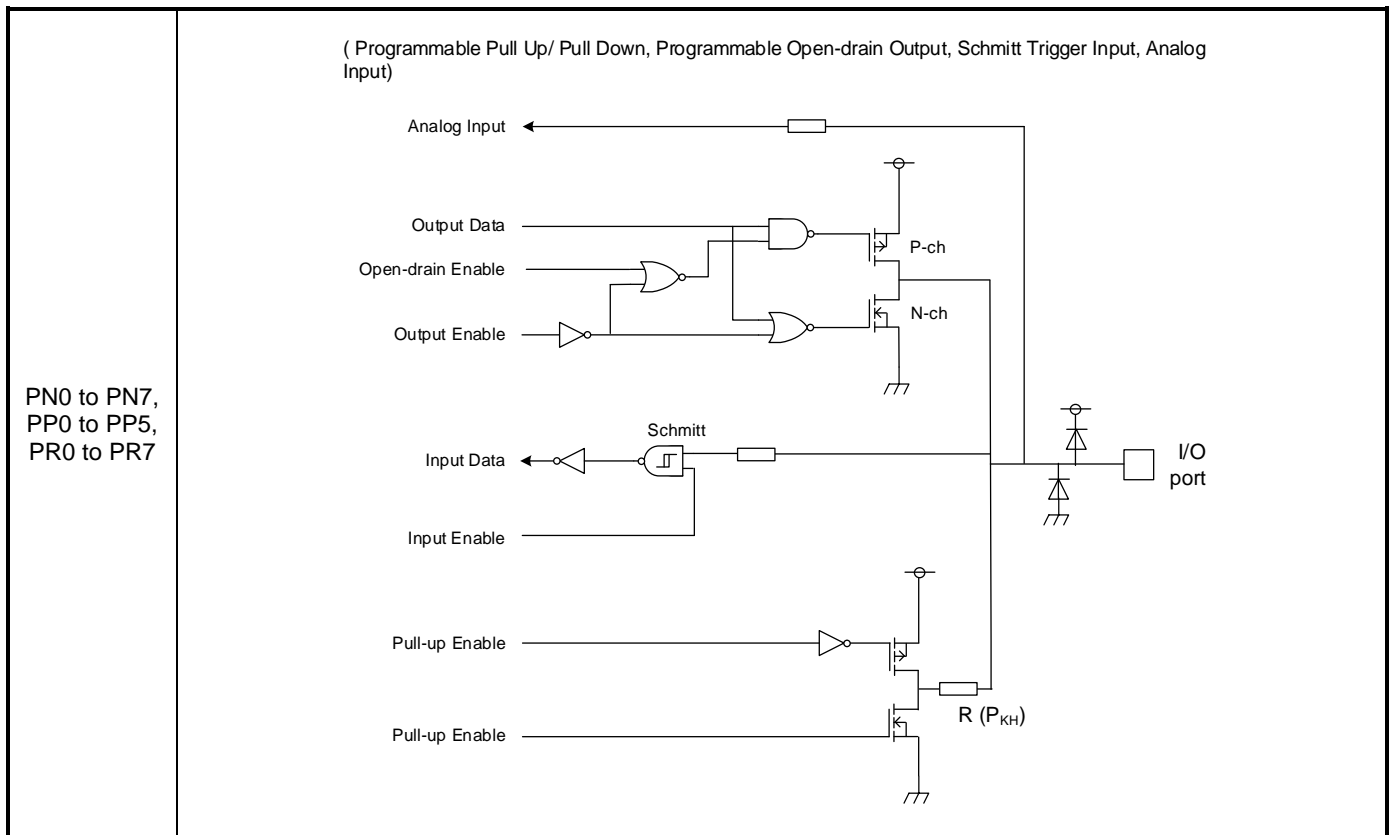 ( Programmable Pull Up/ Pull Down, Programmable Open-drain Output, Schmitt Trigger Input, Analog
Input)
Analog Input
Output Data
P-ch
Open-drain Enable
N-ch
Output Enable
PN0 to PN7,
PP0 to PP5,
PR0 to PR7
Schmitt
Input Data
I/O
port
Input Enable
Pull-up Enable
R (PKH)
Pull-up Enable